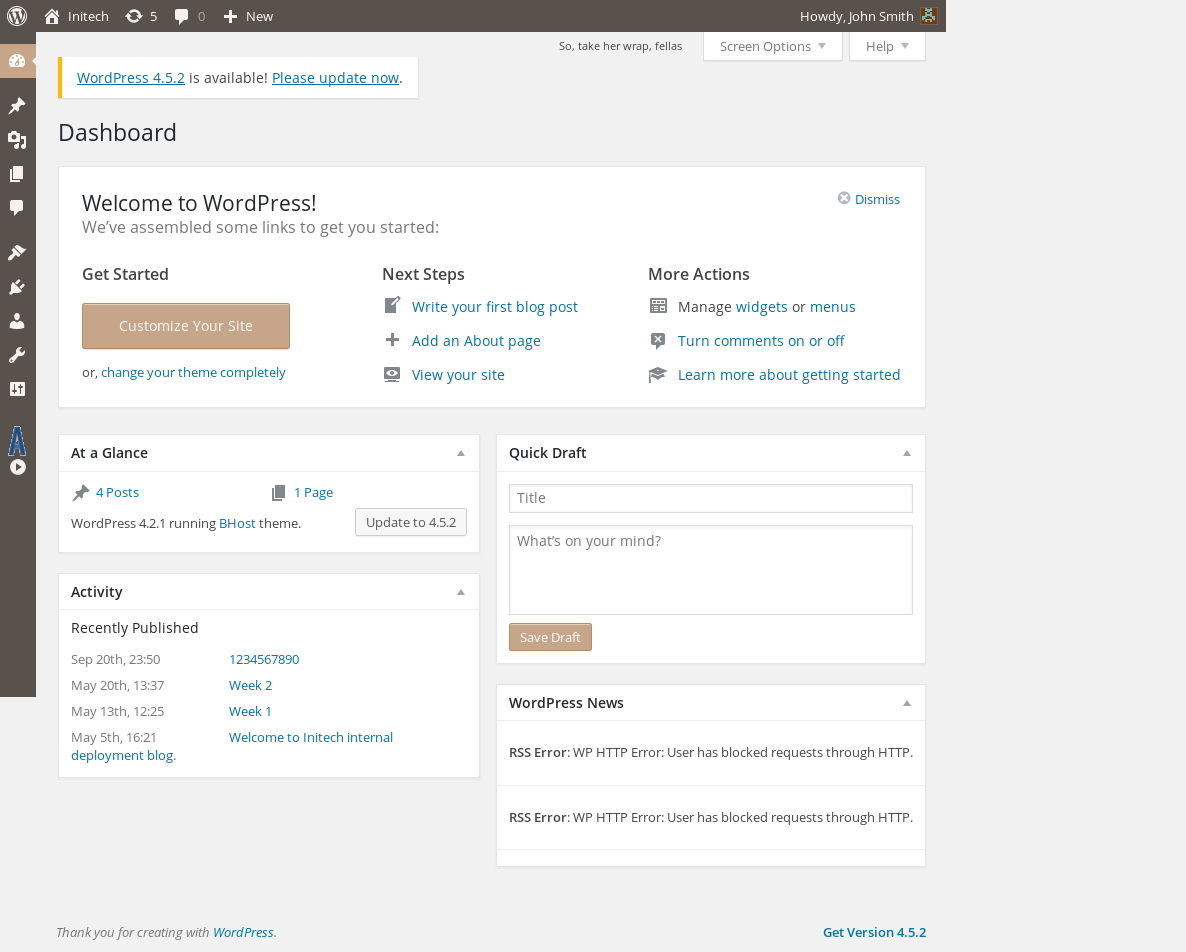 Initech 5 0 New Howdy, John Smith
So, take her wrap, fellas Screen Options Help
WordPress 4.5.2 is available! Please update now.
Dashboard
Welcome to WordPress!
Dismiss
We’ve assembled some links to get you started:
Get Started
Customize Your Site
or, change your theme completely
Next Steps
Write your first blog post
Add an About page
View your site
More Actions
Manage widgets or menus
Turn comments on or off
Learn more about getting started
At a Glance
4 Posts 1 Page
WordPress 4.2.1 running BHost theme. Update to 4.5.2
Activity
Recently Published
Sep 20th, 23:50 1234567890
May 20th, 13:37 Week 2
May 13th, 12:25 Week 1
May 5th, 16:21 Welcome to Initech internal
deployment blog.
Quick Draft
Title
What’s on your mind?
Save Draft
WordPress News
RSS Error: WP HTTP Error: User has blocked requests through HTTP.
RSS Error: WP HTTP Error: User has blocked requests through HTTP.
Thank you for creating with WordPress. Get Version 4.5.2